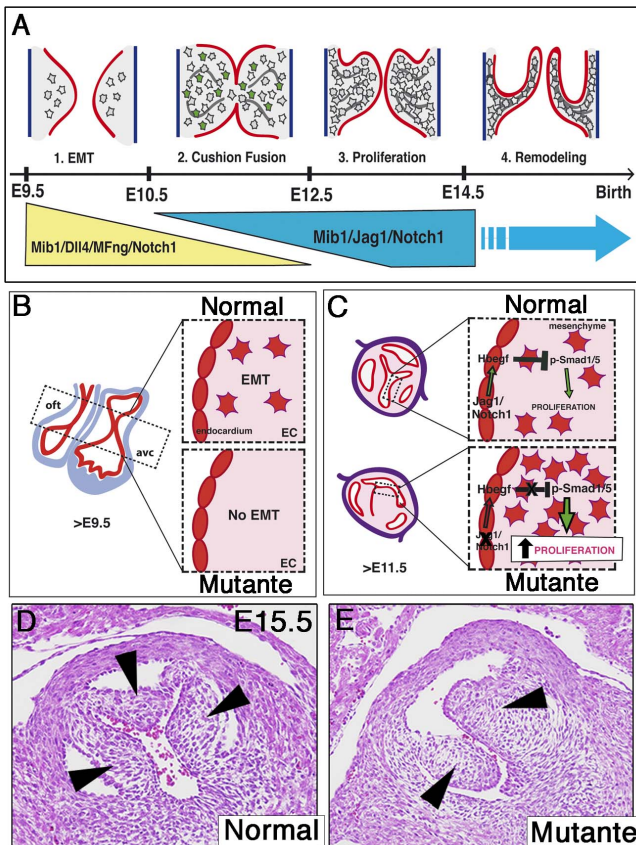 A
1. EMT
2. Cushion Fusion
3. Proliferation
4. Remodeling
E9.5
E10.5
E12.5
E14.5
Birth
Mib1/Dll4/MFng/Notch1
Mib1/Jag1/Notch1
B
Normal
oft
avc
>E9.5
EMT
endocardium
EC
No EMT
EC
Mutante
C
Normal
mesenchyme
Hbegf
p-Smad1/5
Jag1/
Notch1
PROLIFERATION
Hbegf
p-Smad1/5
Jag1/
Notch1
PROLIFERATION
>E11.5
Mutante
D
E15.5
Normal
E
Mutante